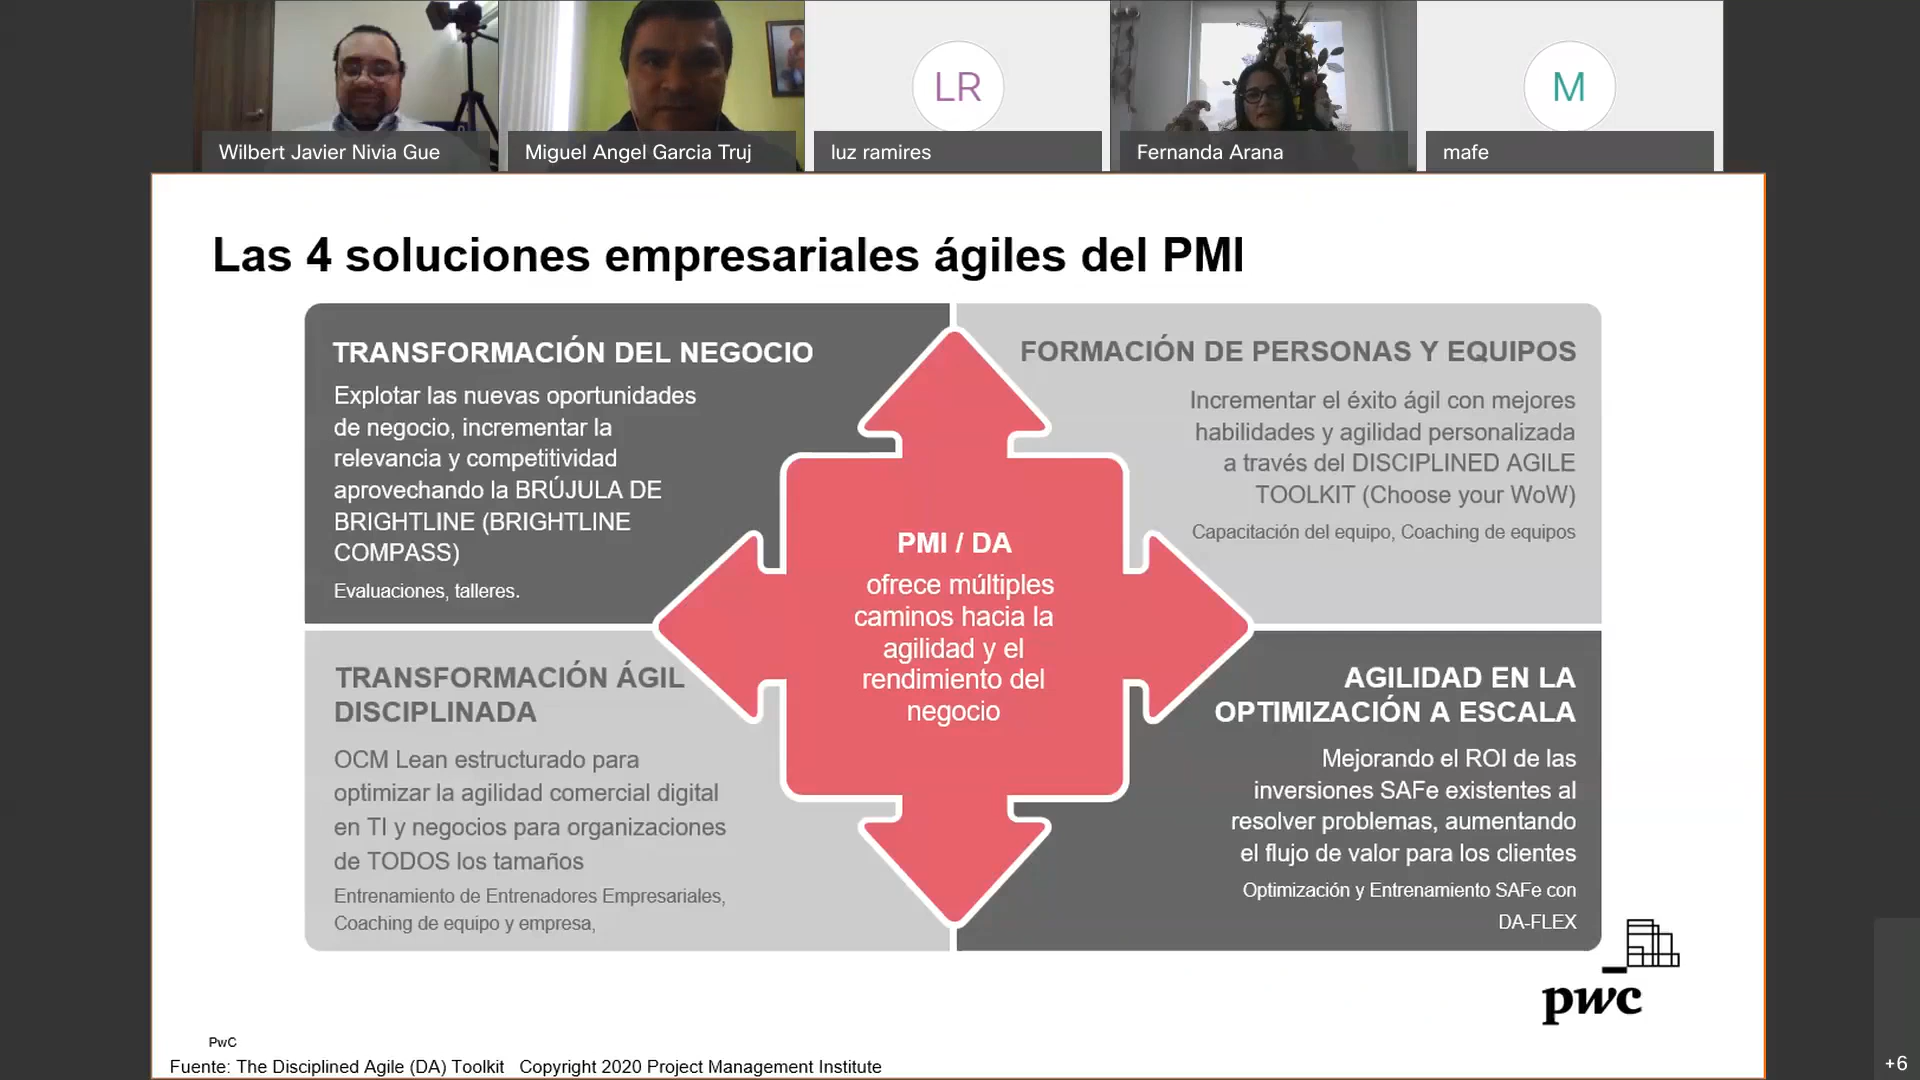 LR
M
Wilbert Javier Nivia Gue
Miguel Angel Garcia Truj
luz ramires
Fernanda Arana
mafe
Las 4 soluciones empresariales ágiles del PMI
TRANSFORMACIÓN DEL NEGOCIO
Explotar las nuevas oportunidades
de negocio, incrementar la
relevancia y competitividad
aprovechando la BRÚJULA DE
BRIGHTLINE (BRIGHTLINE
COMPASS)
Evaluaciones, talleres.
FORMACIÓN DE PERSONAS Y EQUIPOS
Incrementar el éxito ágil con mejores
habilidades y agilidad personalizada
a través del DISCIPLINED AGILE
TOOLKIT (Choose your WoW)
Capacitación del equipo, Coaching de equipos
PMI / DA
ofrece múltiples
caminos hacia la
agilidad y el
rendimiento del
negocio
TRANSFORMACIÓN ÁGIL
DISCIPLINADA
OCM Lean estructurado para
optimizar la agilidad comercial digital
en TI y negocios para organizaciones
de TODOS los tamaños
Entrenamiento de Entrenadores Empresariales,
Coaching de equipo y empresa,
AGILIDAD EN LA
OPTIMIZACIÓN A ESCALA
Mejorando el ROI de las
inversiones SAFe existentes al
resolver problemas, aumentando
el flujo de valor para los clientes
Optimización y Entrenamiento SAFe con
DA-FLEX
pwc
PwC
Fuente: The Disciplined Agile (DA) Toolkit Copyright 2020 Project Management Institute
+6